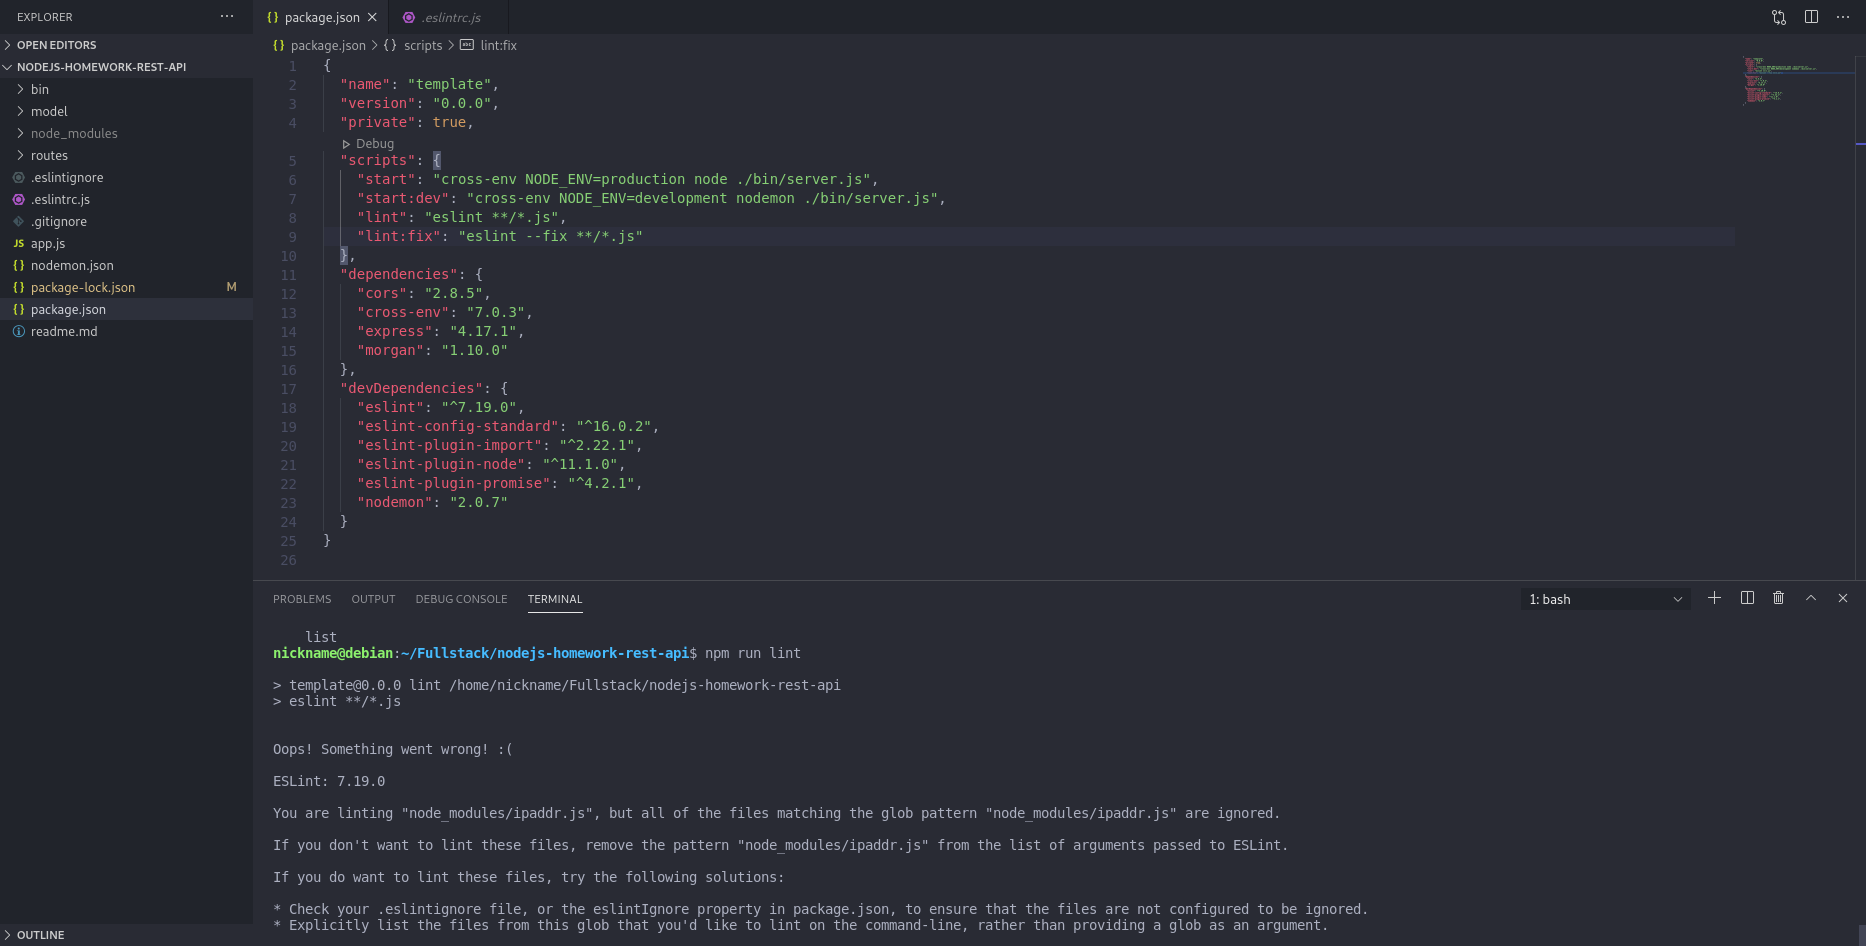 EXPLORER
OPEN EDITORS
NODEJS-HOMEWORK-REST-API
bin
model
node_modules
routes
.eslintignore
.eslintrc.js
.gitignore
JS app.js
{} nodemon.json
{} package-lock.json M
{} package.json
readme.md
OUTLINE
{} package.json
.eslintrc.js
{} package.json > {} scripts > abc lint:fix
1 {
2 "name": "template",
3 "version": "0.0.0",
4 "private": true,
Debug
5 "scripts": {
6 "start": "cross-env NODE_ENV=production node ./bin/server.js",
7 "start:dev": "cross-env NODE_ENV=development nodemon ./bin/server.js",
8 "lint": "eslint **/*.js",
9 "lint:fix": "eslint --fix **/*.js"
10 },
11 "dependencies": {
12 "cors": "2.8.5",
13 "cross-env": "7.0.3",
14 "express": "4.17.1",
15 "morgan": "1.10.0"
16 },
17 "devDependencies": {
18 "eslint": "^7.19.0",
19 "eslint-config-standard": "^16.0.2",
20 "eslint-plugin-import": "^2.22.1",
21 "eslint-plugin-node": "^11.1.0",
22 "eslint-plugin-promise": "^4.2.1",
23 "nodemon": "2.0.7"
24 }
25 }
26
PROBLEMS OUTPUT DEBUG CONSOLE TERMINAL
1: bash
list
nickname@debian:~/Fullstack/nodejs-homework-rest-api$ npm run lint
> template@0.0.0 lint /home/nickname/Fullstack/nodejs-homework-rest-api
> eslint **/*.js
Oops! Something went wrong! :(
ESLint: 7.19.0
You are linting "node_modules/ipaddr.js", but all of the files matching the glob pattern "node_modules/ipaddr.js" are ignored.
If you don't want to lint these files, remove the pattern "node_modules/ipaddr.js" from the list of arguments passed to ESLint.
If you do want to lint these files, try the following solutions:
* Check your .eslintignore file, or the eslintIgnore property in package.json, to ensure that the files are not configured to be ignored.
* Explicitly list the files from this glob that you'd like to lint on the command-line, rather than providing a glob as an argument.